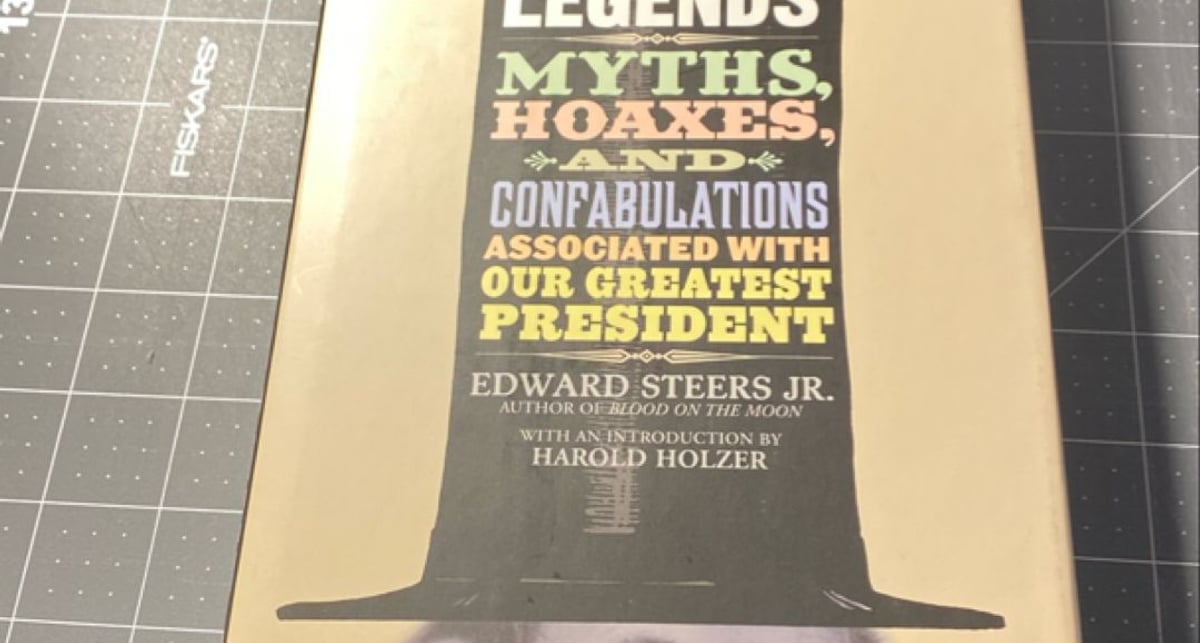 13
FISKARS®
LEGENDS
MYTHS,
HOAXES,
AND
CONFABULATIONS
ASSOCIATED WITH
OUR GREATEST
PRESIDENT
EDWARD STEERS JR.
AUTHOR OF BLOOD ON THE MOON
WITH AN INTRODUCTION BY
HAROLD HOLZER